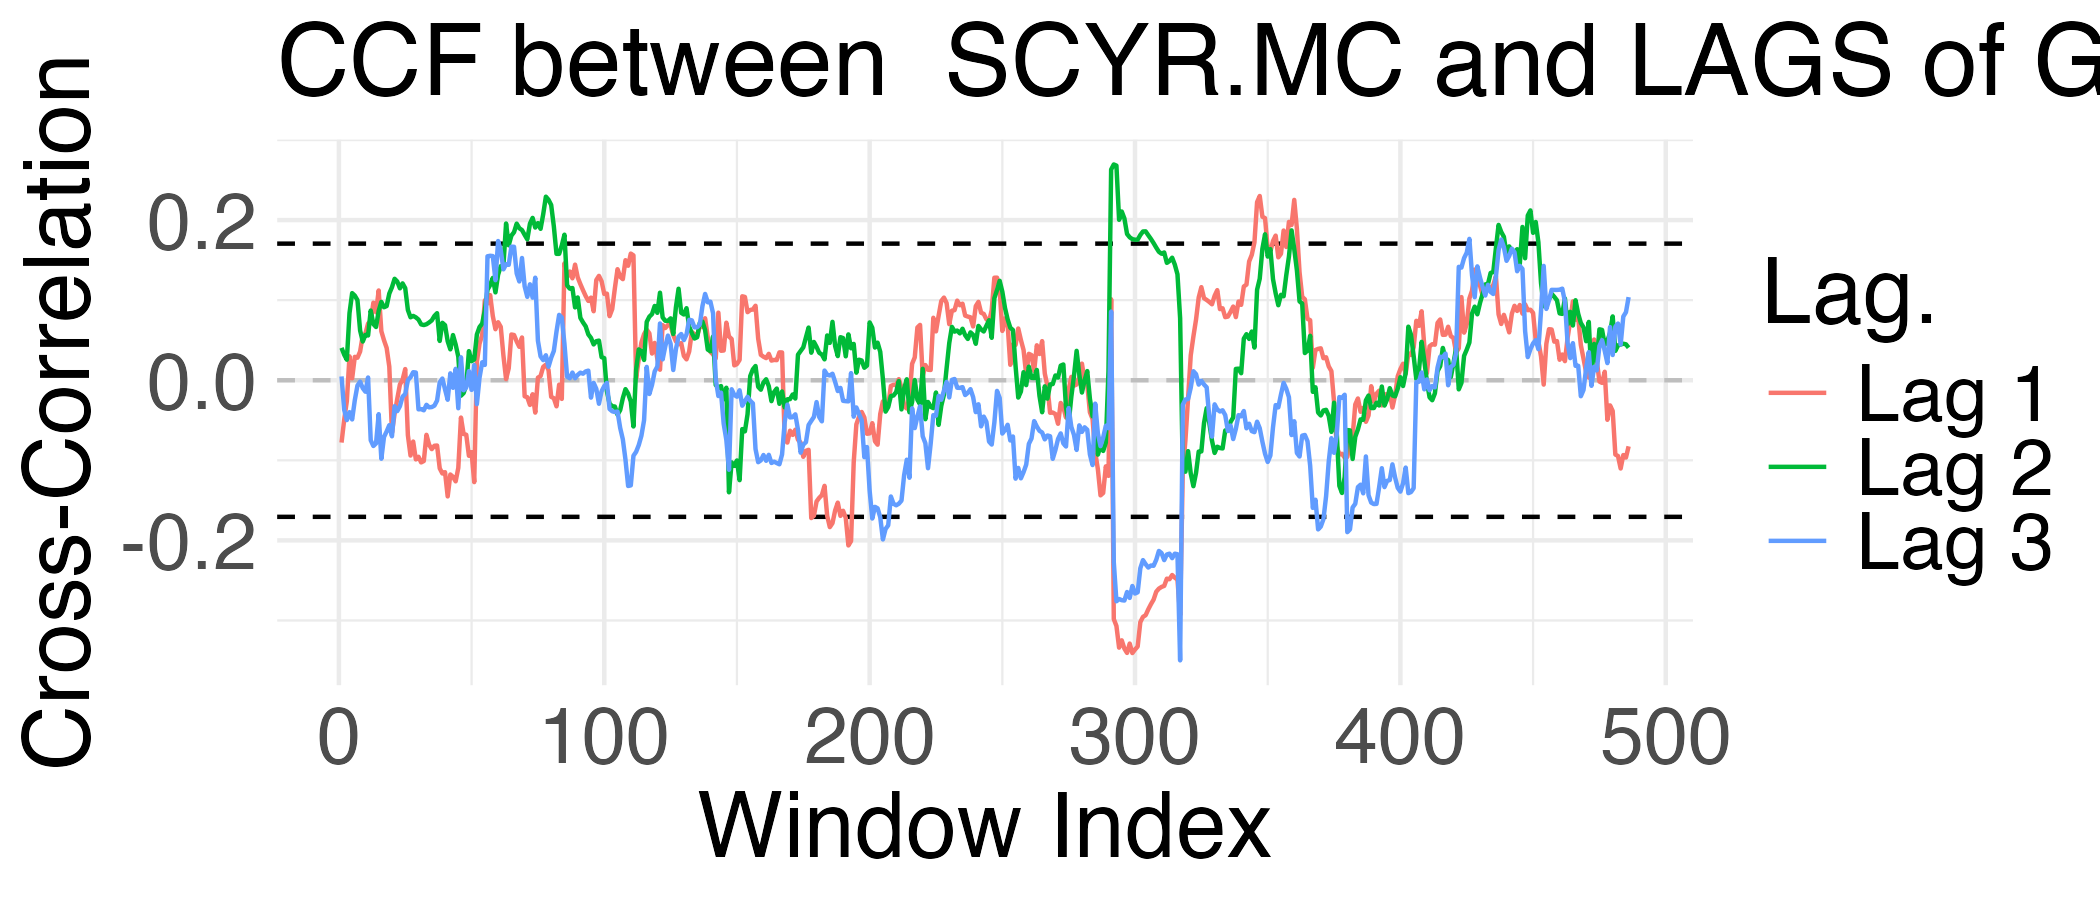 CCF between  SCYR.MC and LAGS of G
Cross-Correlation
0.2
0.0
-0.2
0
100
200
300
400
500
Window Index
Lag.
Lag 1
Lag 2
Lag 3